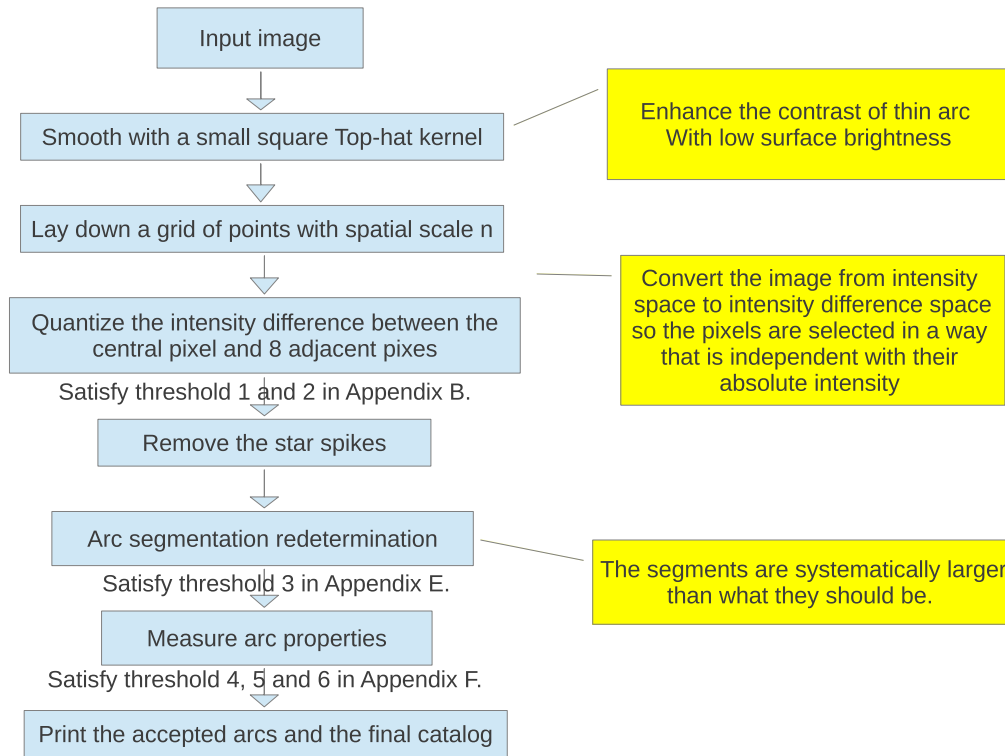 Input image
Enhance the contrast of thin arc
With low surface brightness
Smooth with a small square Top-hat kernel
Lay down a grid of points with spatial scale n
Convert the image from intensity
space to intensity difference space
so the pixels are selected in a way
that is independent with their
absolute intensity
Quantize the intensity difference between the
central pixel and 8 adjacent pixes
Satisfy threshold 1 and 2 in Appendix B.
Remove the star spikes
Arc segmentation redetermination
The segments are systematically larger
than what they should be.
Satisfy threshold 3 in Appendix E.
Measure arc properties
Satisfy threshold 4, 5 and 6 in Appendix F.
Print the accepted arcs and the final catalog